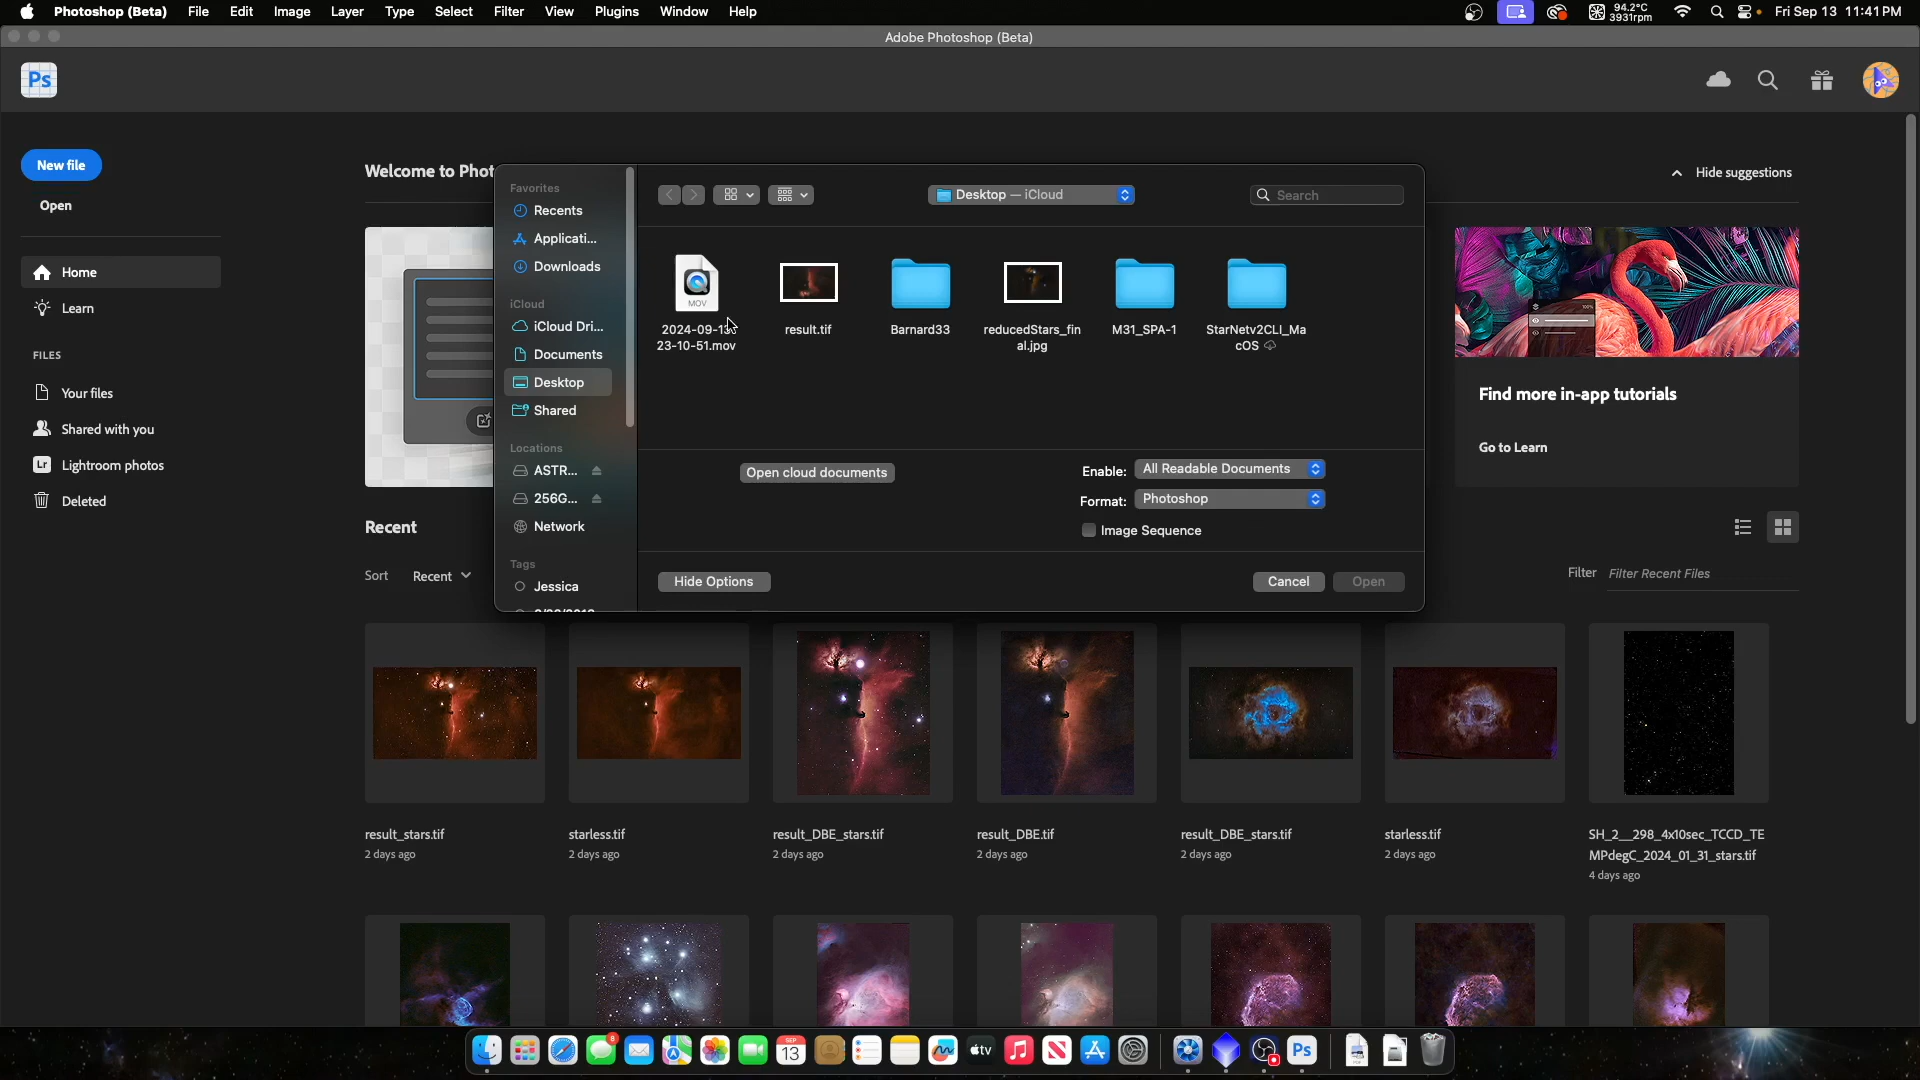 Photoshop (Beta) File Edit Image Layer Type Select Filter View Plugins Window Help
94.2°C
3931rpm
Fri Sep 13 11:41 PM
Adobe Photoshop (Beta)
Ps
New file
Open
Home
Learn
FILES
Your files
Shared with you
Lr Lightroom photos
Deleted
Welcome to Phot
Hide suggestions
Favorites
Recents
Applicati...
Downloads
iCloud
iCloud Dri...
Documents
Desktop
Shared
Locations
ASTR...
256G...
Network
Tags
Jessica
Desktop — iCloud
Search
MOV
2024-09-13
23-10-51.mov
result.tif
Barnard33
reducedStars_fin
al.jpg
M31_SPA-1
StarNetv2CLI_Ma
cOS
Open cloud documents
Enable: All Readable Documents
Format: Photoshop
Image Sequence
Hide Options
Cancel
Open
100%
Find more in-app tutorials
Go to Learn
Recent
Sort Recent
Filter Filter Recent Files
result_stars.tif
2 days ago
starless.tif
2 days ago
result_DBE_stars.tif
2 days ago
result_DBE.tif
2 days ago
result_DBE_stars.tif
2 days ago
starless.tif
2 days ago
SH_2__298_4x10sec_TCCD_TE
MPdegC_2024_01_31_stars.tif
4 days ago
8
SEP
13
tv
Ps